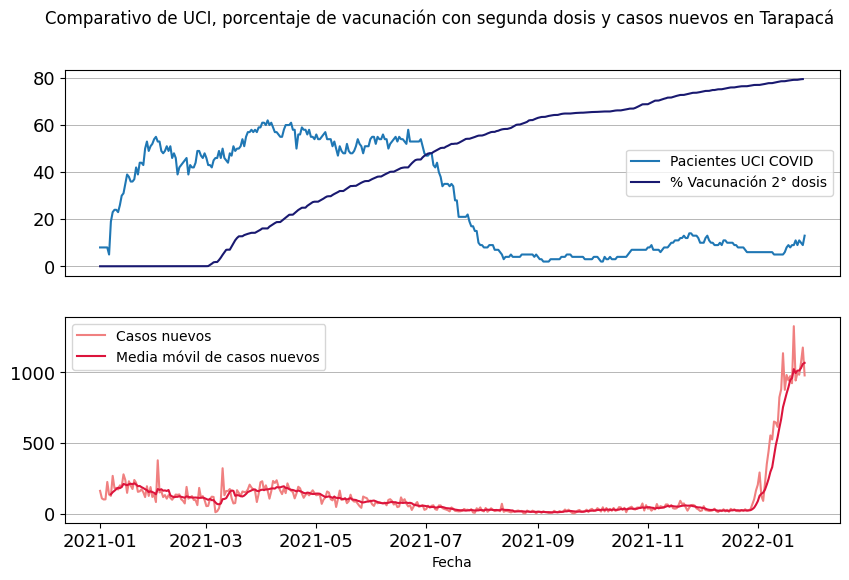 Comparativo de UCI, porcentaje de vacunación con segunda dosis y casos nuevos en Tarapacá
80
60
40
20
0
Pacientes UCI COVID
% Vacunación 2° dosis
Casos nuevos
Media móvil de casos nuevos
1000
500
0
2021-01 2021-03 2021-05 2021-07 2021-09 2021-11 2022-01
Fecha